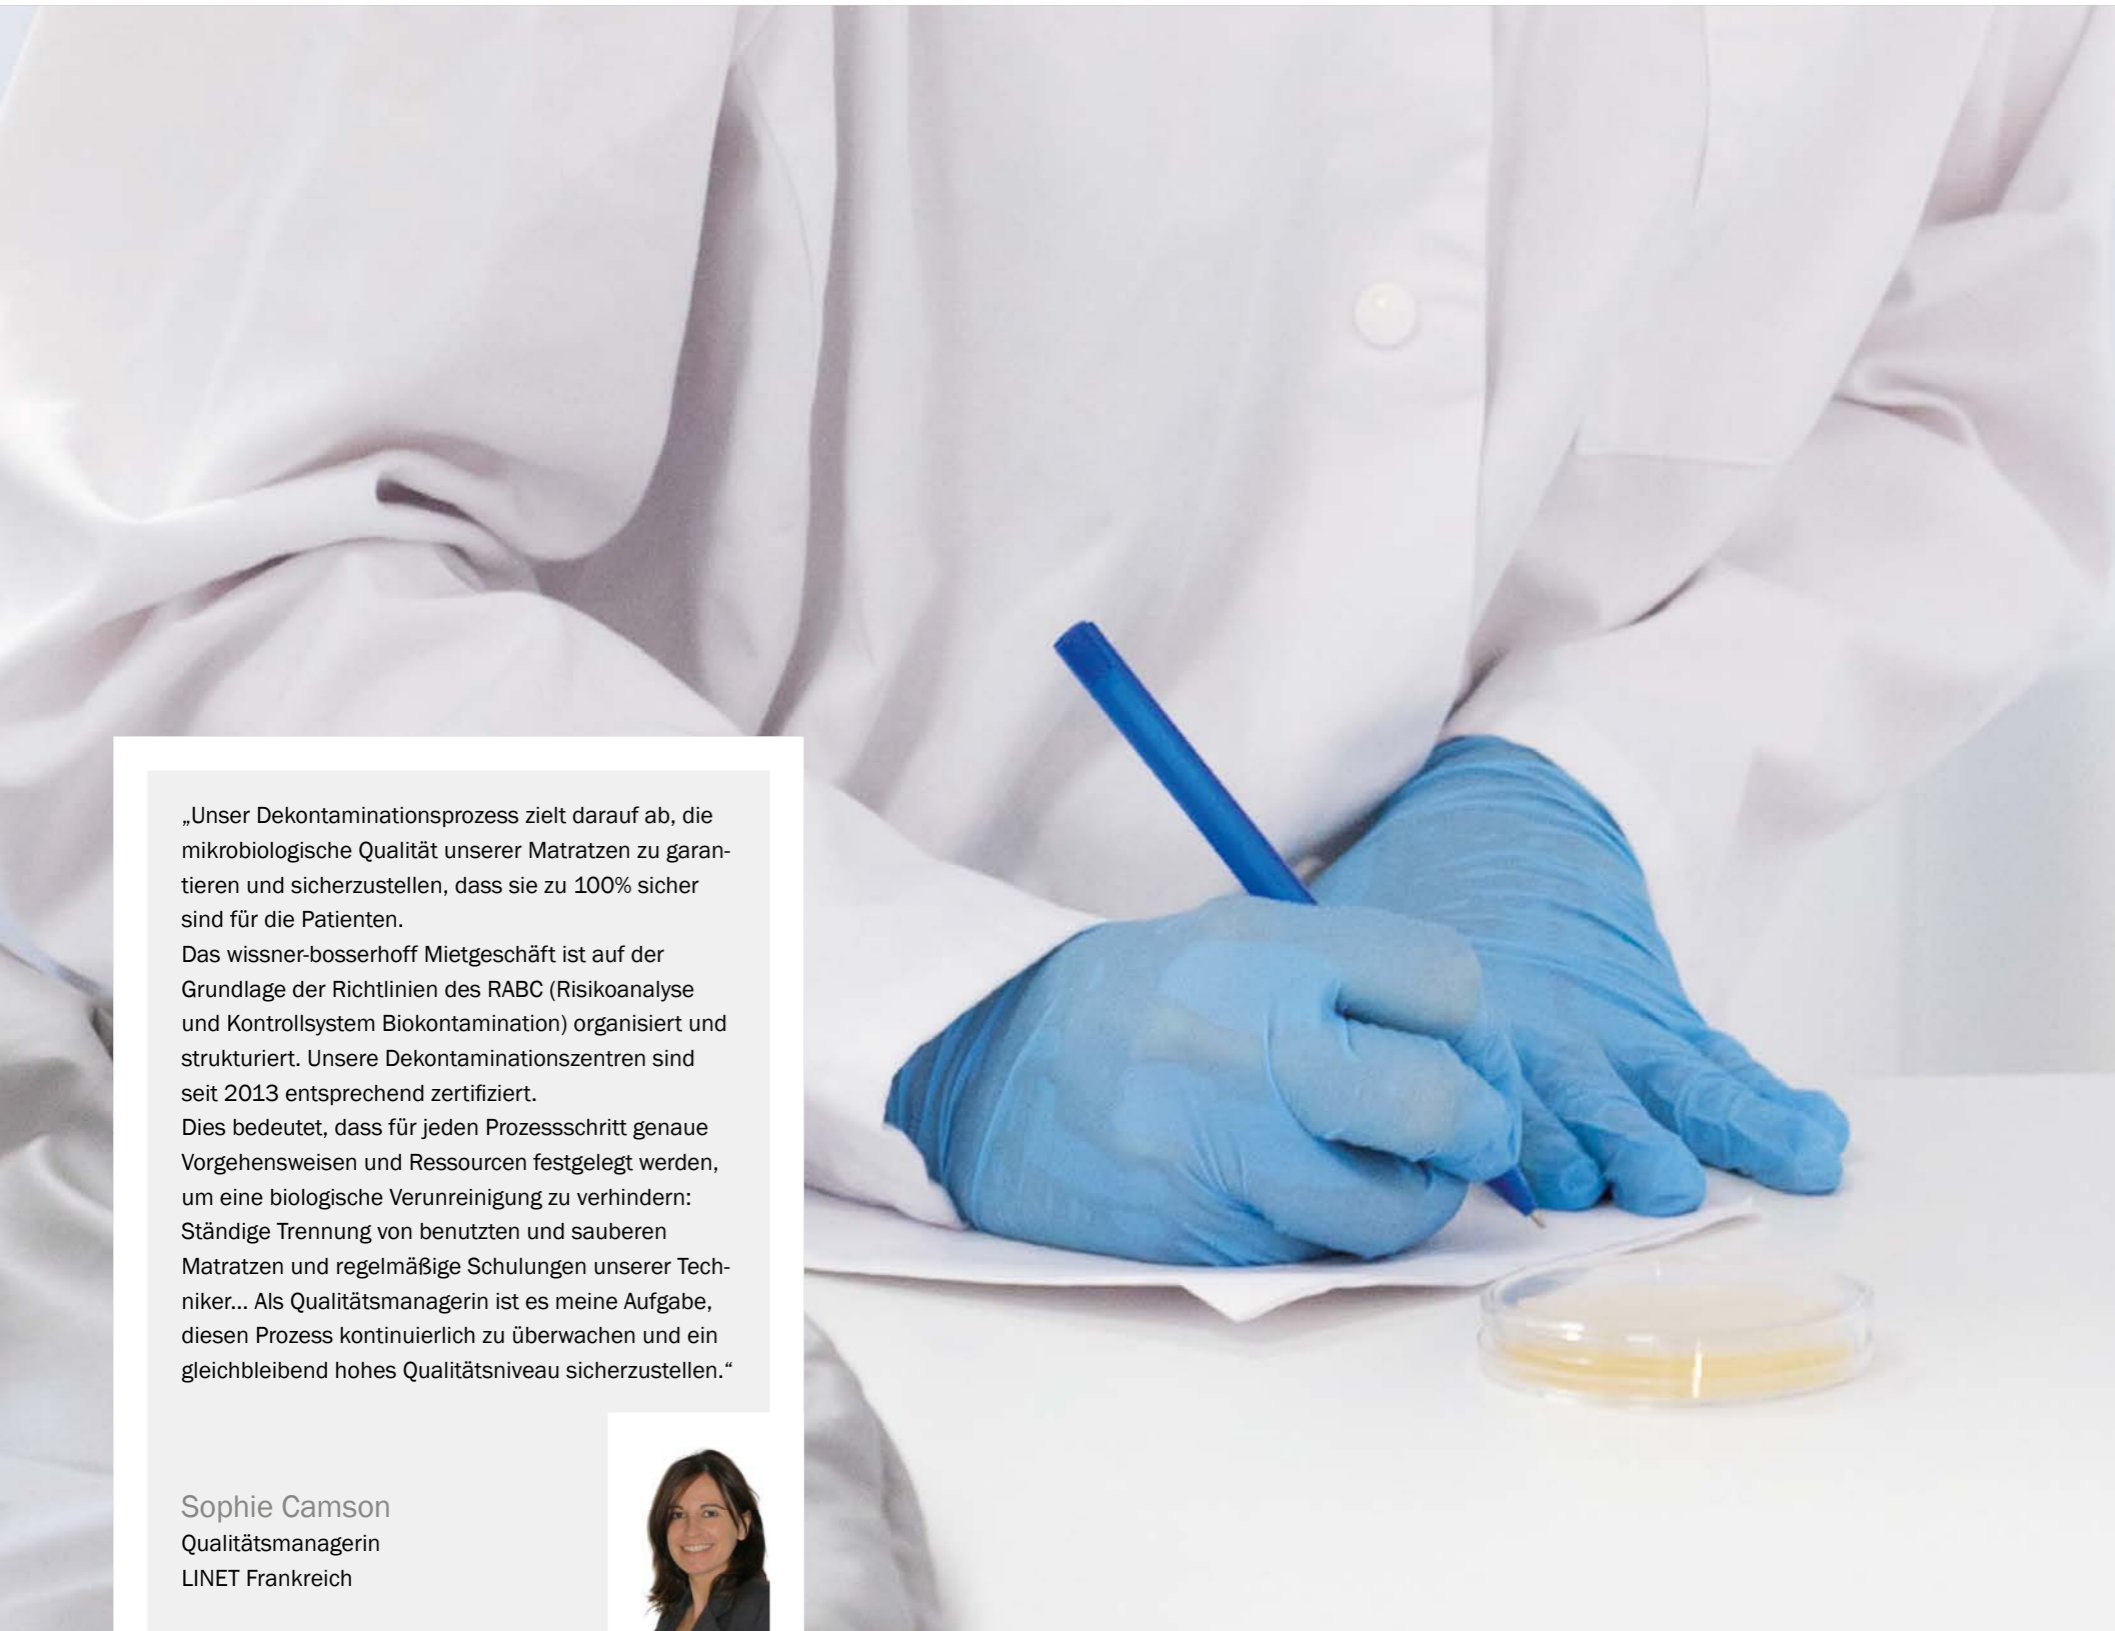 „Unser Dekontaminationsprozess zielt darauf ab, die
mikrobiologische Qualität unserer Matratzen zu garan-
tieren und sicherzustellen, dass sie zu 100% sicher
sind für die Patienten.
Das wissner-bosserhoff Mietgeschäft ist auf der
Grundlage der Richtlinien des RABC (Risikoanalyse
und Kontrollsystem Biokontamination) organisiert und
strukturiert. Unsere Dekontaminationszentren sind
seit 2013 entsprechend zertifiziert.
Dies bedeutet, dass für jeden Prozessschritt genaue
Vorgehensweisen und Ressourcen festgelegt werden,
um eine biologische Verunreinigung zu verhindern:
Ständige Trennung von benutzten und sauberen
Matratzen und regelmäßige Schulungen unserer Tech-
niker... Als Qualitätsmanagerin ist es meine Aufgabe,
diesen Prozess kontinuierlich zu überwachen und ein
gleichbleibend hohes Qualitätsniveau sicherzustellen.“
Sophie Camson
Qualitätsmanagerin
LINET Frankreich